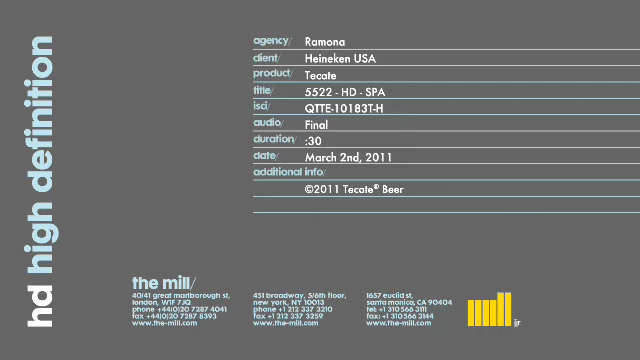 hd high definition
agency/ Ramona
client/ Heineken USA
product/ Tecate
title/ 5522 - HD - SPA
isci/ QTTE-10183T-H
audio/ Final
duration/ :30
date/ March 2nd, 2011
additional info/
©2011 Tecate® Beer
the mill/
40/41 great marlborough st,
london, W1F 7JQ
phone +44(0)20 7287 4041
fax +44(0)20 7287 8393
www.the-mill.com
451 broadway, 5/6th floor,
new york, NY 10013
phone +1 212 337 3210
fax +1 212 337 3259
www.the-mill.com
1657 euclid st,
santa monica, CA 90404
tel: +1 310 566 3111
fax: +1 310 566 3144
www.the-mill.com